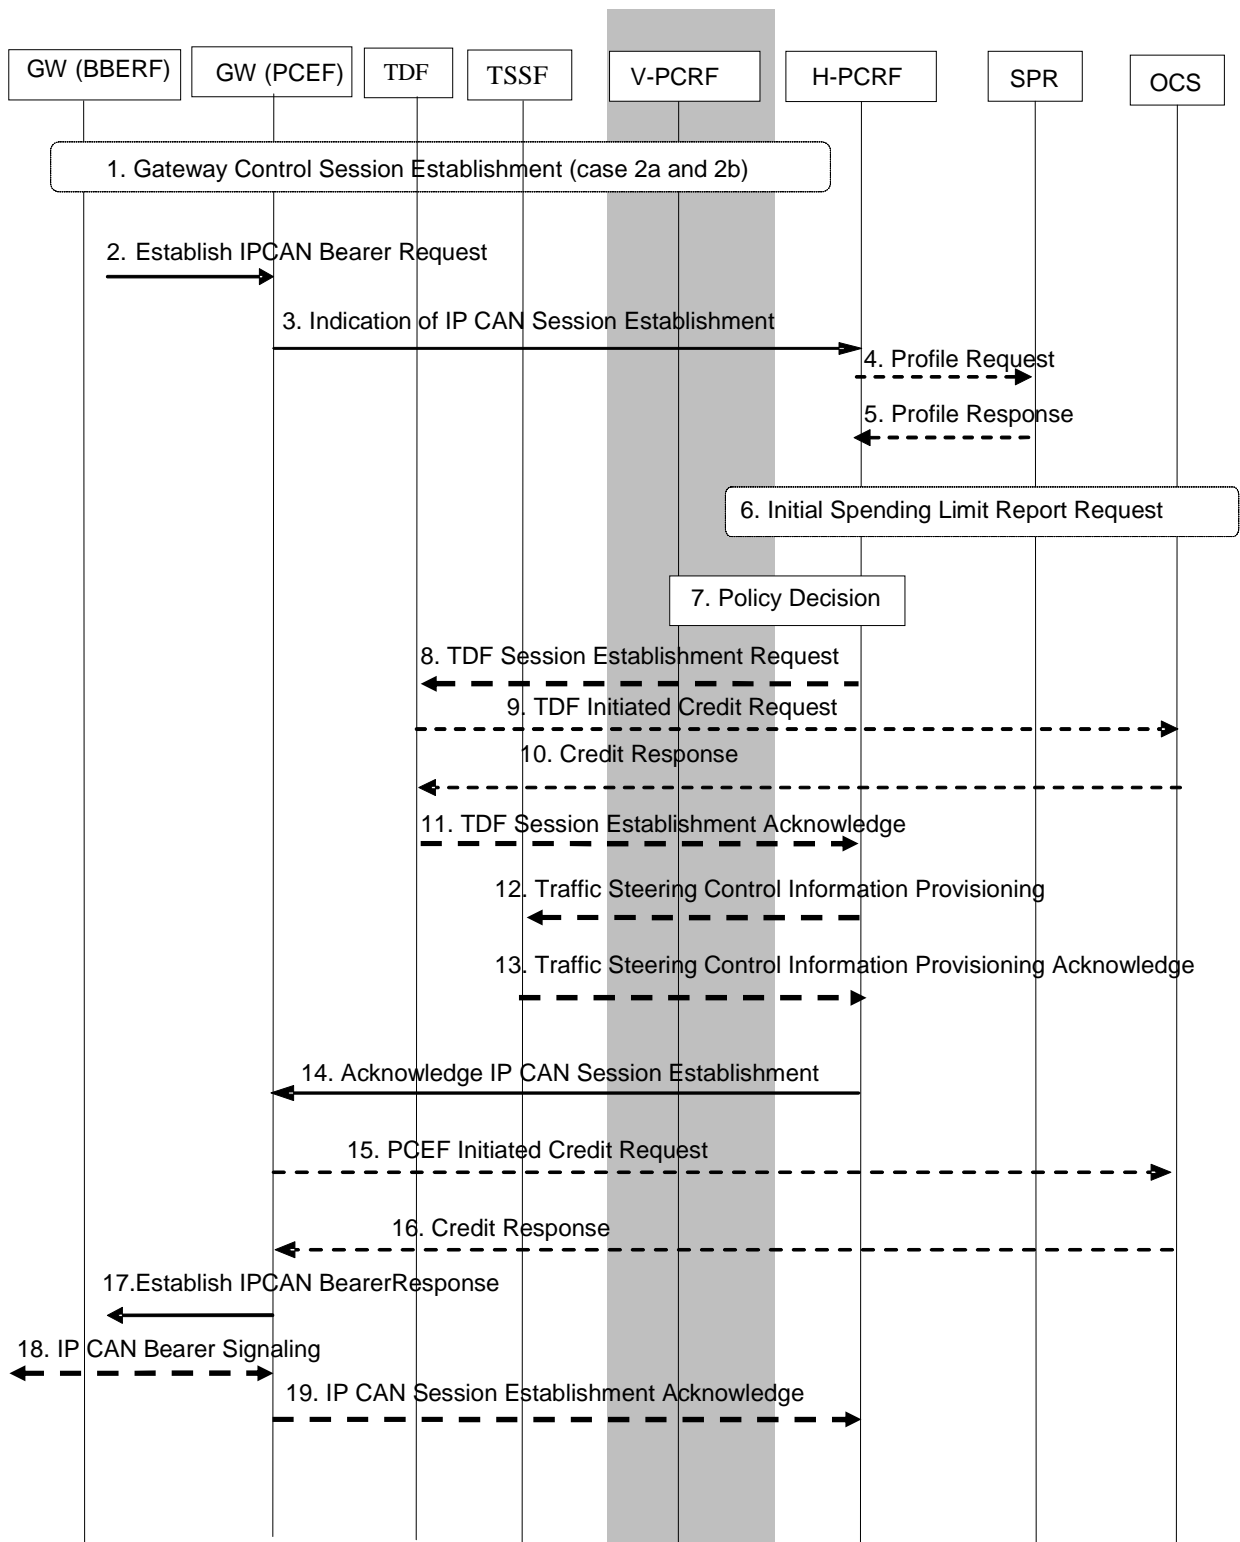 GW (BBERF)
GW (PCEF)
TDF
TSSF
V-PCRF
H-PCRF
SPR
OCS
1. Gateway Control Session Establishment (case 2a and 2b)
2. Establish IPCAN Bearer Request
3. Indication of IP CAN Session Establishment
4. Profile Request
5. Profile Response
6. Initial Spending Limit Report Request
7. Policy Decision
8. TDF Session Establishment Request
9. TDF Initiated Credit Request
10. Credit Response
11. TDF Session Establishment Acknowledge
12. Traffic Steering Control Information Provisioning
13. Traffic Steering Control Information Provisioning Acknowledge
14. Acknowledge IP CAN Session Establishment
15. PCEF Initiated Credit Request
16. Credit Response
17.Establish IPCAN BearerResponse
18. IP CAN Bearer Signaling
19. IP CAN Session Establishment Acknowledge